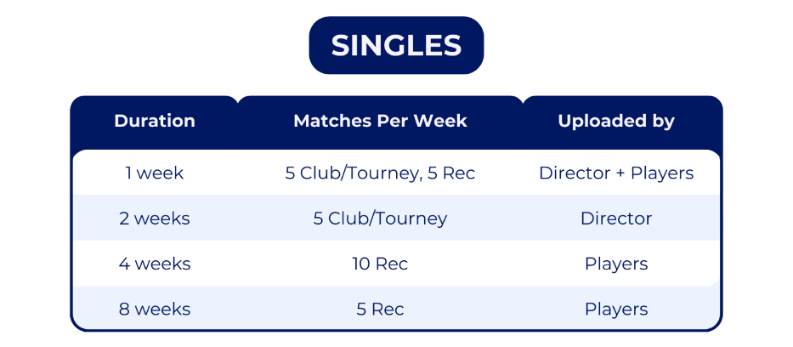 SINGLES
Duration Matches Per Week Uploaded by
1 week 5 Club/Tourney, 5 Rec Director + Players
2 weeks 5 Club/Tourney Director
4 weeks 10 Rec Players
8 weeks 5 Rec Players